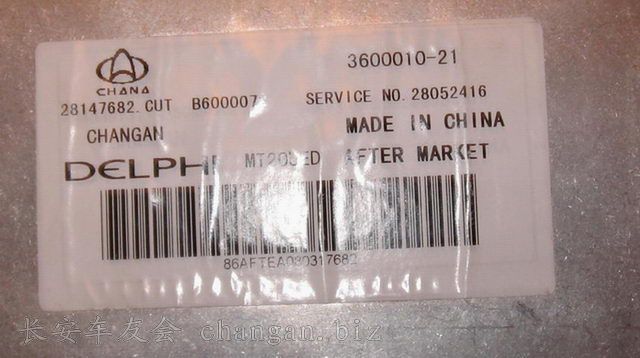 CHANA
3600010-21
28147682.CUT B600007 SERVICE NO.28052416
CHANGAN MADE IN CHINA
DELPHI AFTER MARKET
长安车友会 changan.biz